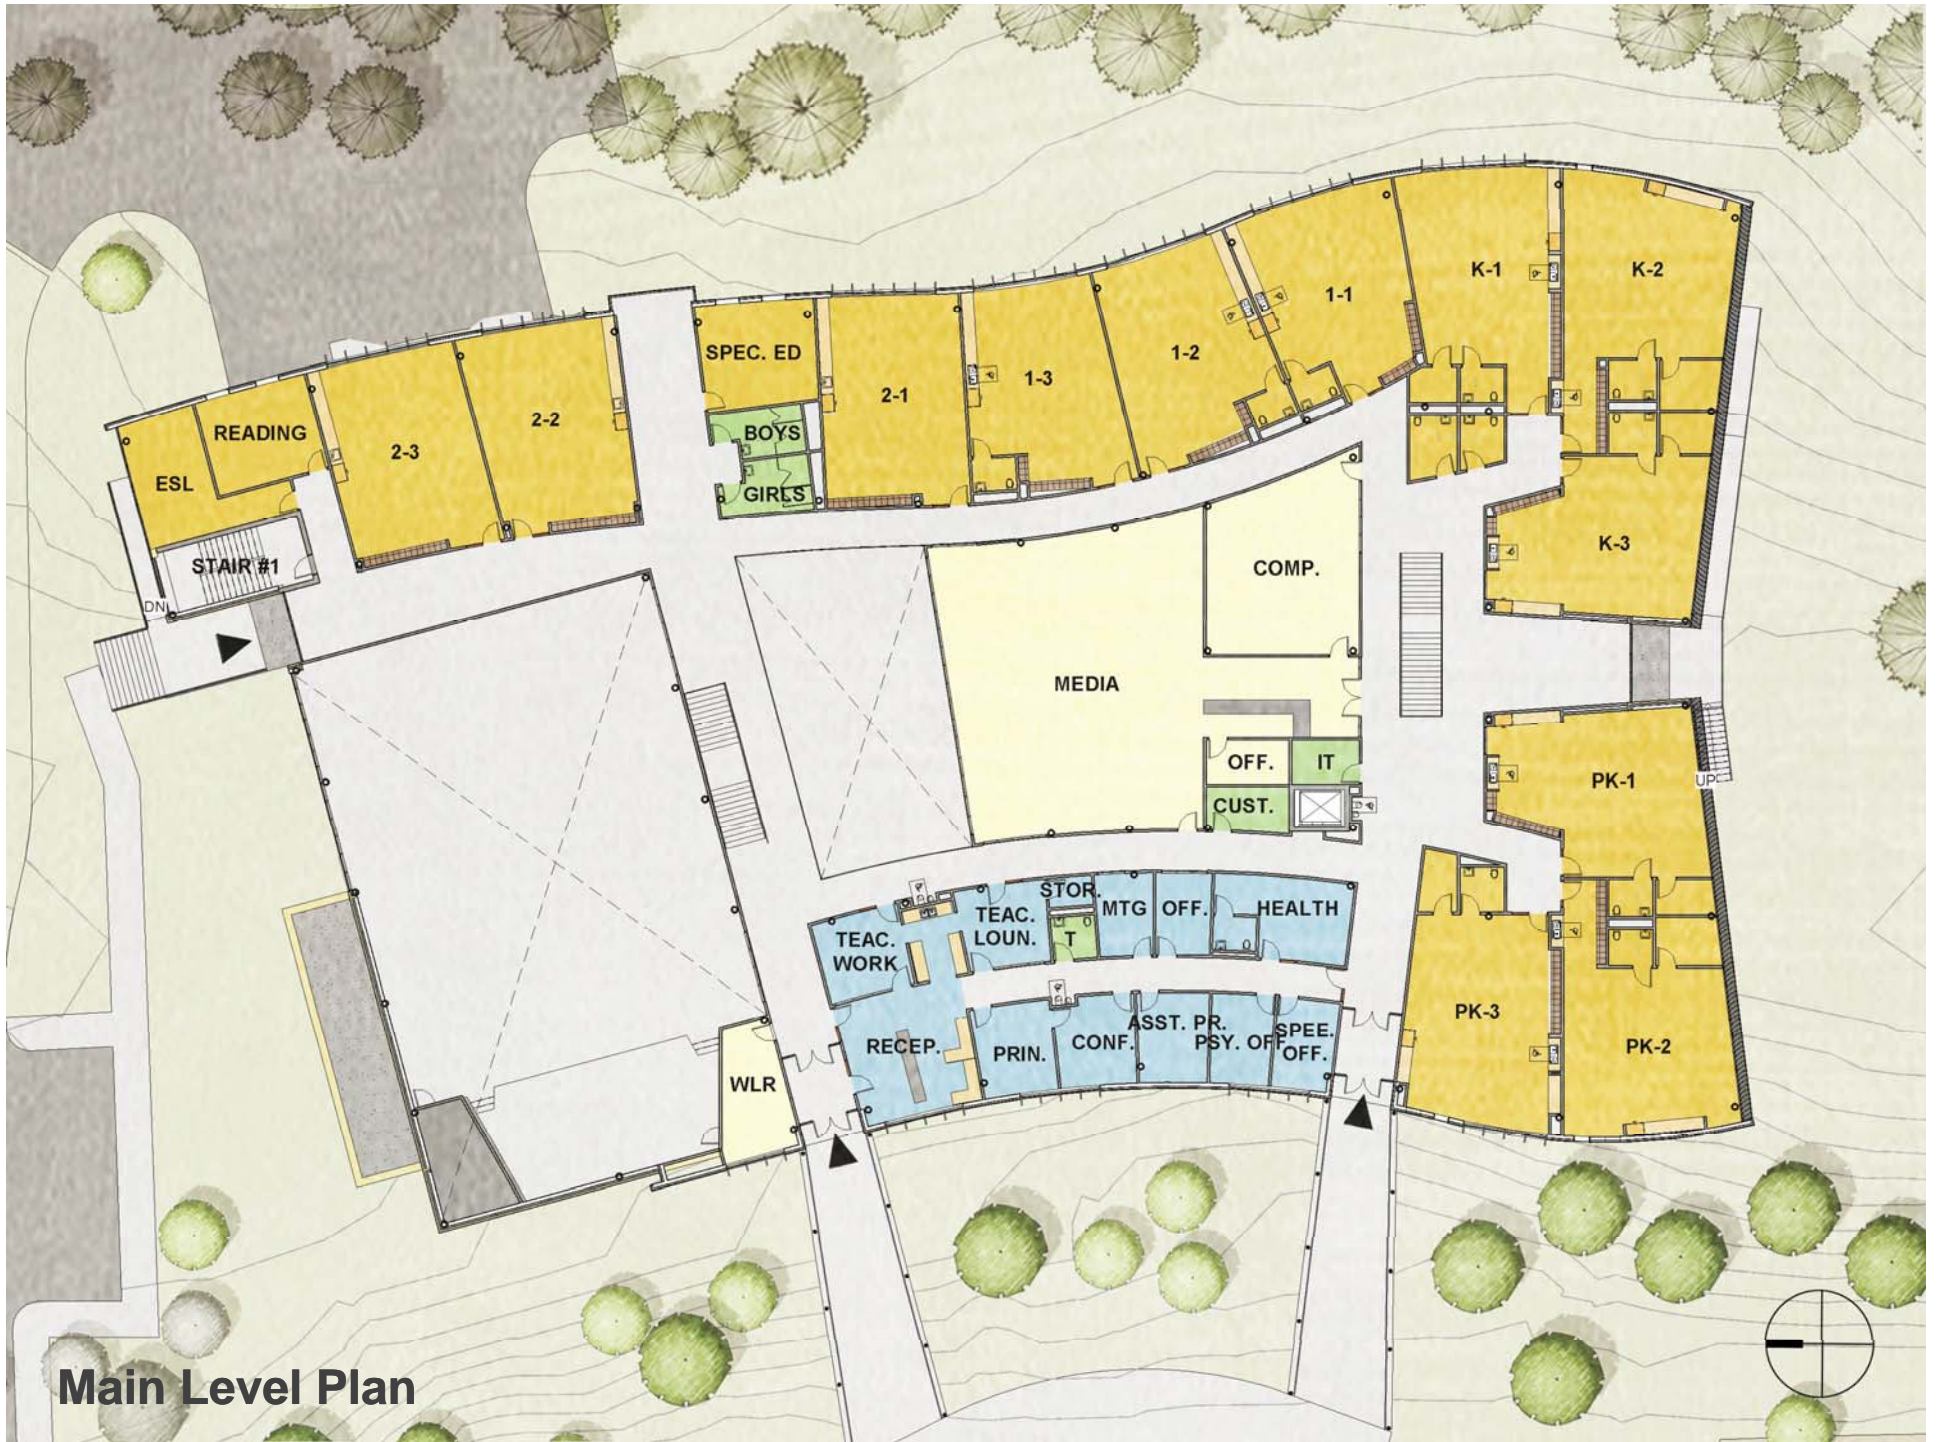 K-1
K-2
1-1
SPEC. ED
1-2
1-3
2-1
2-2
READING
BOYS
2-3
ESL
GIRLS
K-3
STAIR #1
COMP.
DN
MEDIA
OFF.
IT
PK-1
UP
CUST.
STOR.
TEAC.
LOUN.
MTG
OFF.
HEALTH
TEAC.
WORK
T
PK-3
ASST. PR.
PSY. OFF.
SPEE.
OFF.
RECEP.
PRIN.
CONF.
PK-2
WLR
Main Level Plan